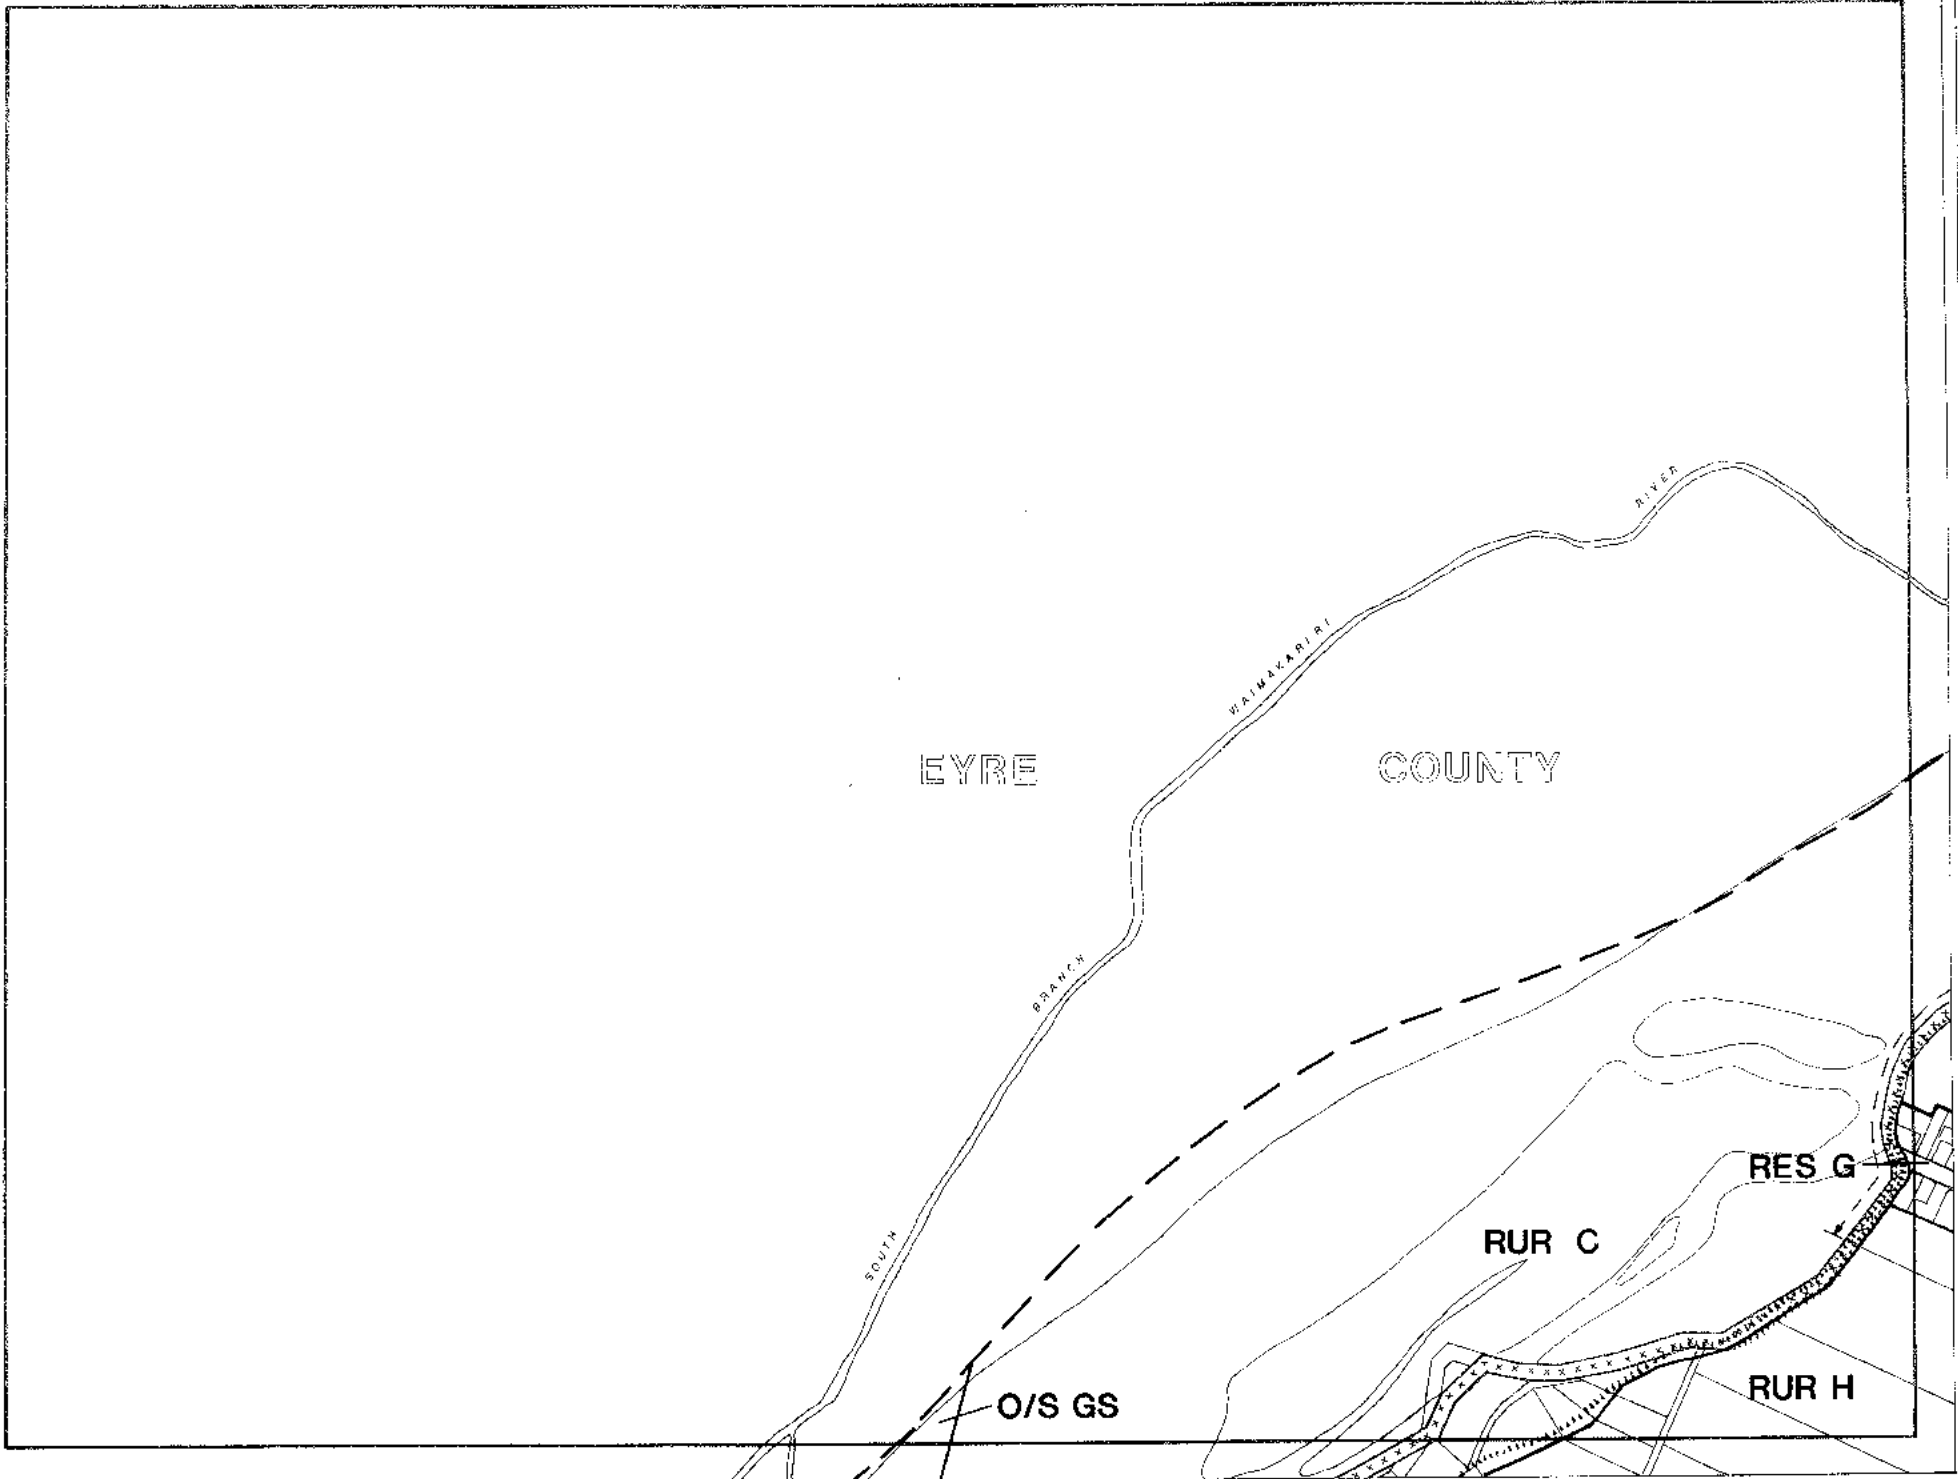 RIVER
WAIMAKARIRI
EYRE COUNTY
BRANCH
RES G
SOUTH
RUR C
RUR H
O/S GS